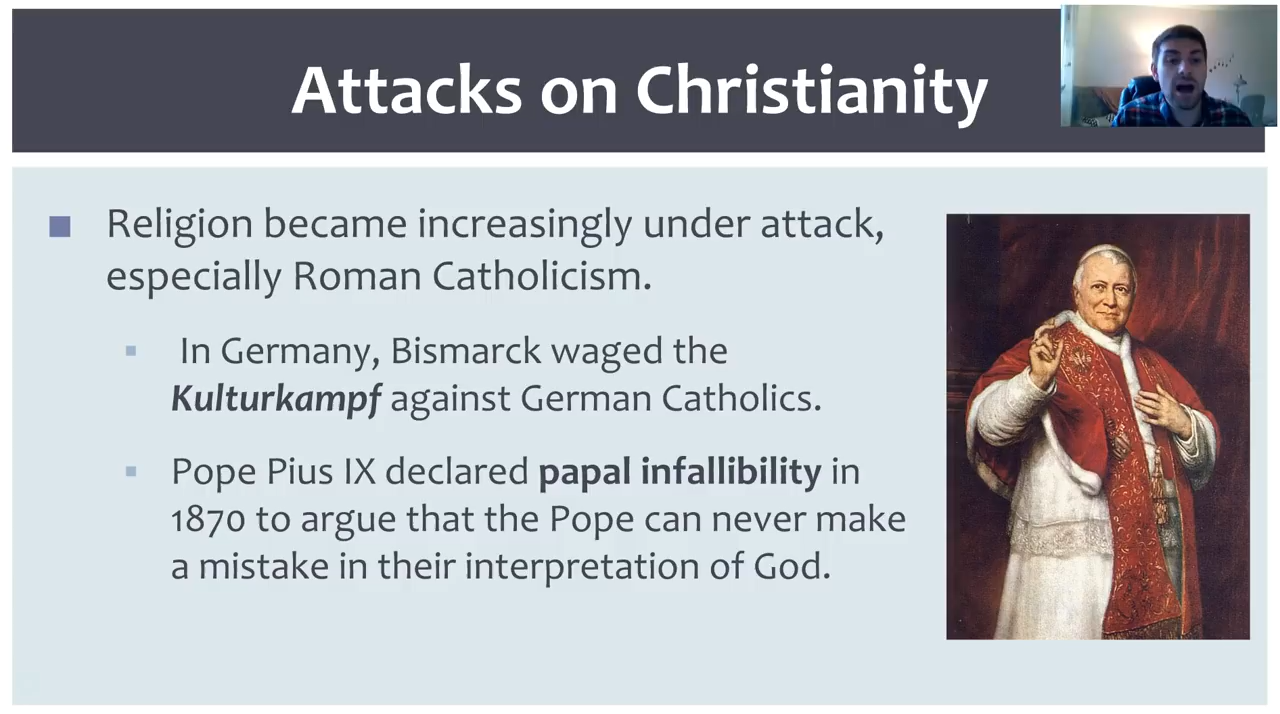 Attacks on Christianity
Religion became increasingly under attack,
especially Roman Catholicism.
In Germany, Bismarck waged the
Kulturkampf against German Catholics.
Pope Pius IX declared papal infallibility in
1870 to argue that the Pope can never make
a mistake in their interpretation of God.